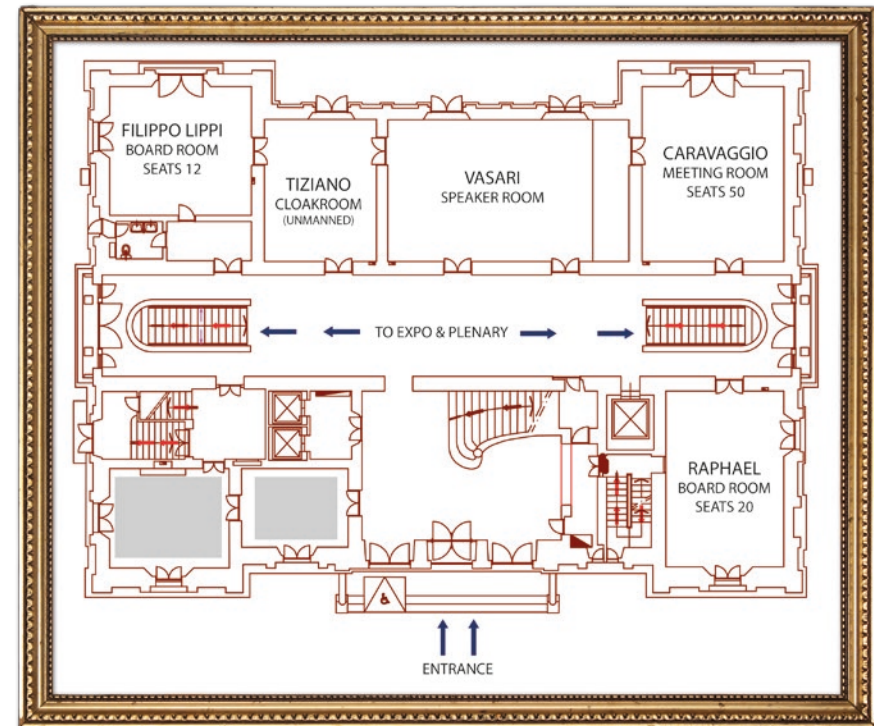 FILIPPO LIPPI
BOARD ROOM
SEATS 12
TIZIANO
CLOAKROOM
(UNMANNED)
VASARI
SPEAKER ROOM
CARAVAGGIO
MEETING ROOM
SEATS 50
TO EXPO & PLENARY
RAPHAEL
BOARD ROOM
SEATS 20
ENTRANCE